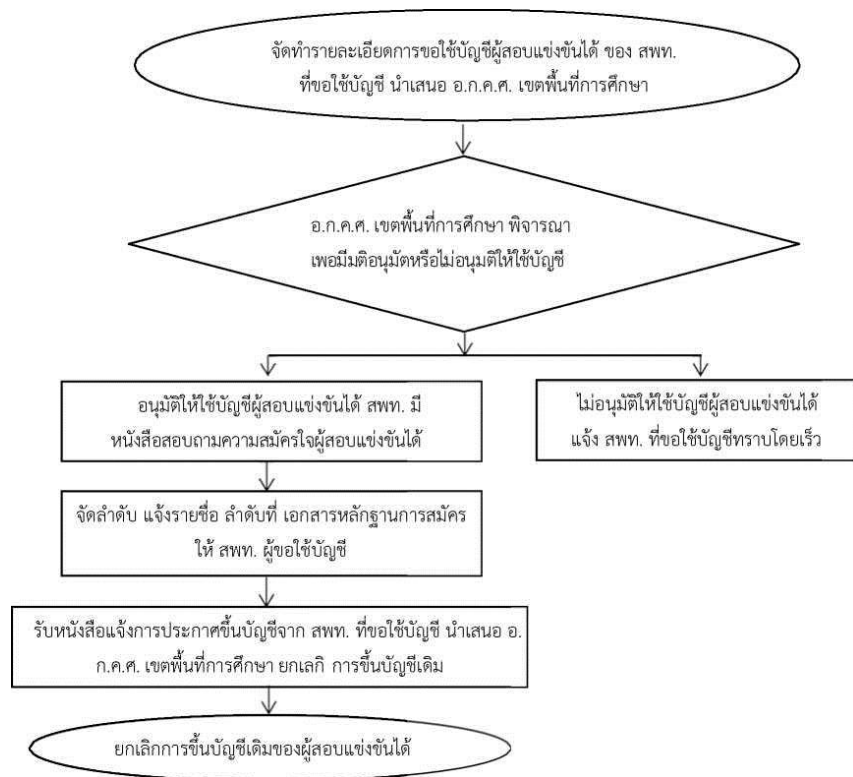 จัดทำรายละเอียดการขอใช้บัญชีผู้สอบแข่งขันได้ ของ สพท.
ที่ขอใช้บัญชี นำเสนอ อ.ก.ค.ศ. เขตพื้นที่การศึกษา
อ.ก.ค.ศ. เขตพื้นที่การศึกษา พิจารณา
เพอมีมติอนุมัตหรือไม่อนุมติให้ใช้บัญชี
อนุมัติให้ใช้บัญชีผู้สอบแข่งขันได้ สพท. มี
หนังสือสอบถามความสมัครใจผู้สอบแข่งขันได้
ไม่อนุมัติให้ใช้บัญชีผู้สอบแข่งขันได้
แจ้ง สพท. ที่ขอใช้บัญชีทราบโดยเร็ว
จัดลำดับ แจ้งรายชื่อ ลำดับที่ เอกสารหลักฐานการสมัคร
ให้ สพท. ผู้ขอใช้บัญชี
รับหนังสือแจ้งการประกาศขึ้นบัญชีจาก สพท. ที่ขอใช้บัญชี นำเสนอ อ.
ก.ค.ศ. เขตพื้นที่การศึกษา ยกเลกิ การขึ้นบัญชีเดิม
ยกเลิกการขึ้นบัญชีเดิมของผู้สอบแข่งขันได้